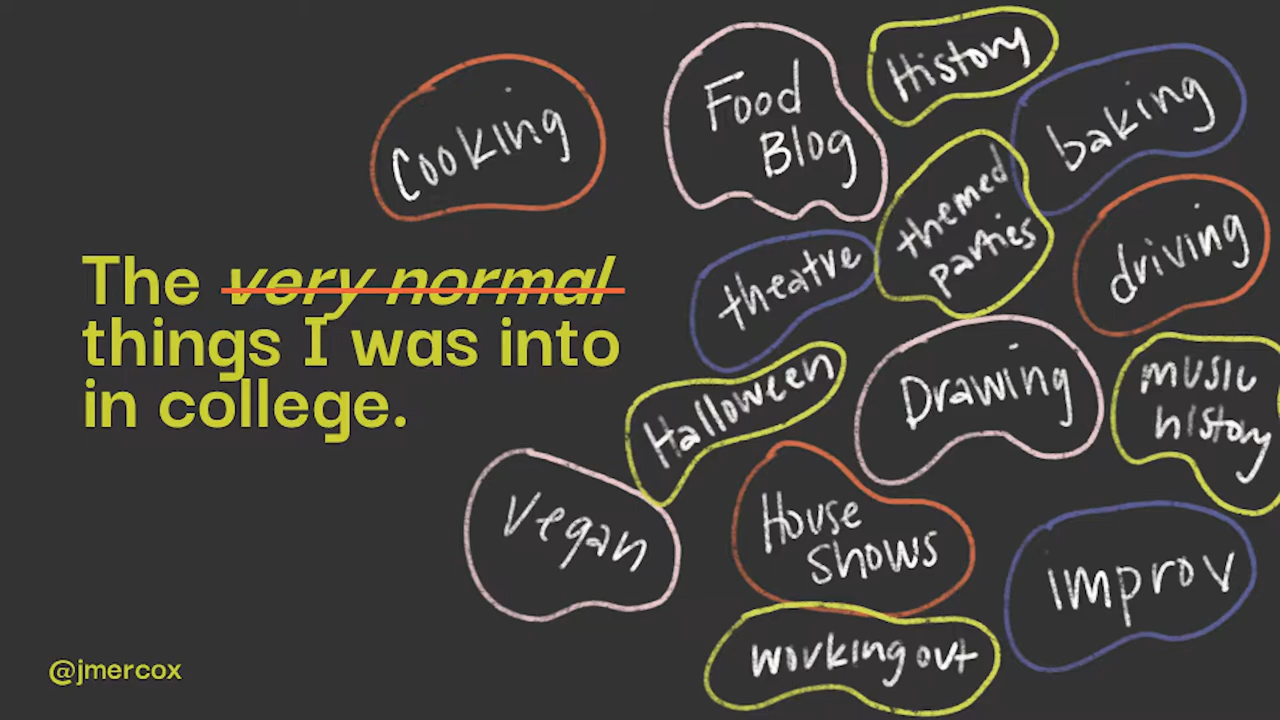 Cooking
Food
Blog
History
baking
themed
parties
theatre
driving
The very normal
things I was into
in college.
Halloween
Drawing
music
history
Vegan
House
Shows
improv
working out
@jmercox